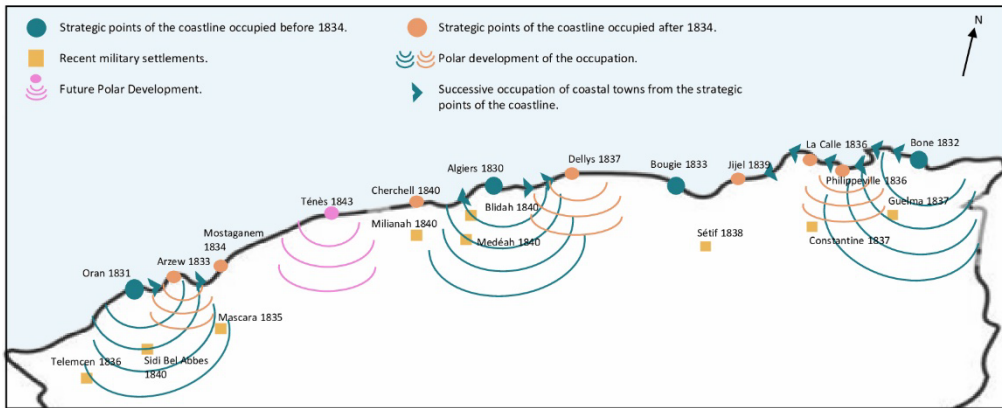 Strategic points of the coastline occupied before 1834.
Strategic points of the coastline occupied after 1834.
N
Recent military settlements.
Polar development of the occupation.
Future Polar Development.
Successive occupation of coastal towns from the strategic
points of the coastline.
La Calle 1836
Bone 1832
Algiers 1830
Dellys 1837
Bougie 1833
Jijel 1839
Philippeville 1836
Cherchell 1840
Ténès 1843
Blidah 1840
Guelma 1837
Milianah 1840
Mostaganem
1834
Medéah 1840
Sétif 1838
Constantine 1837
Arzew 1833
Oran 1831
Mascara 1835
Telemcen 1836
Sidi Bel Abbes
1840